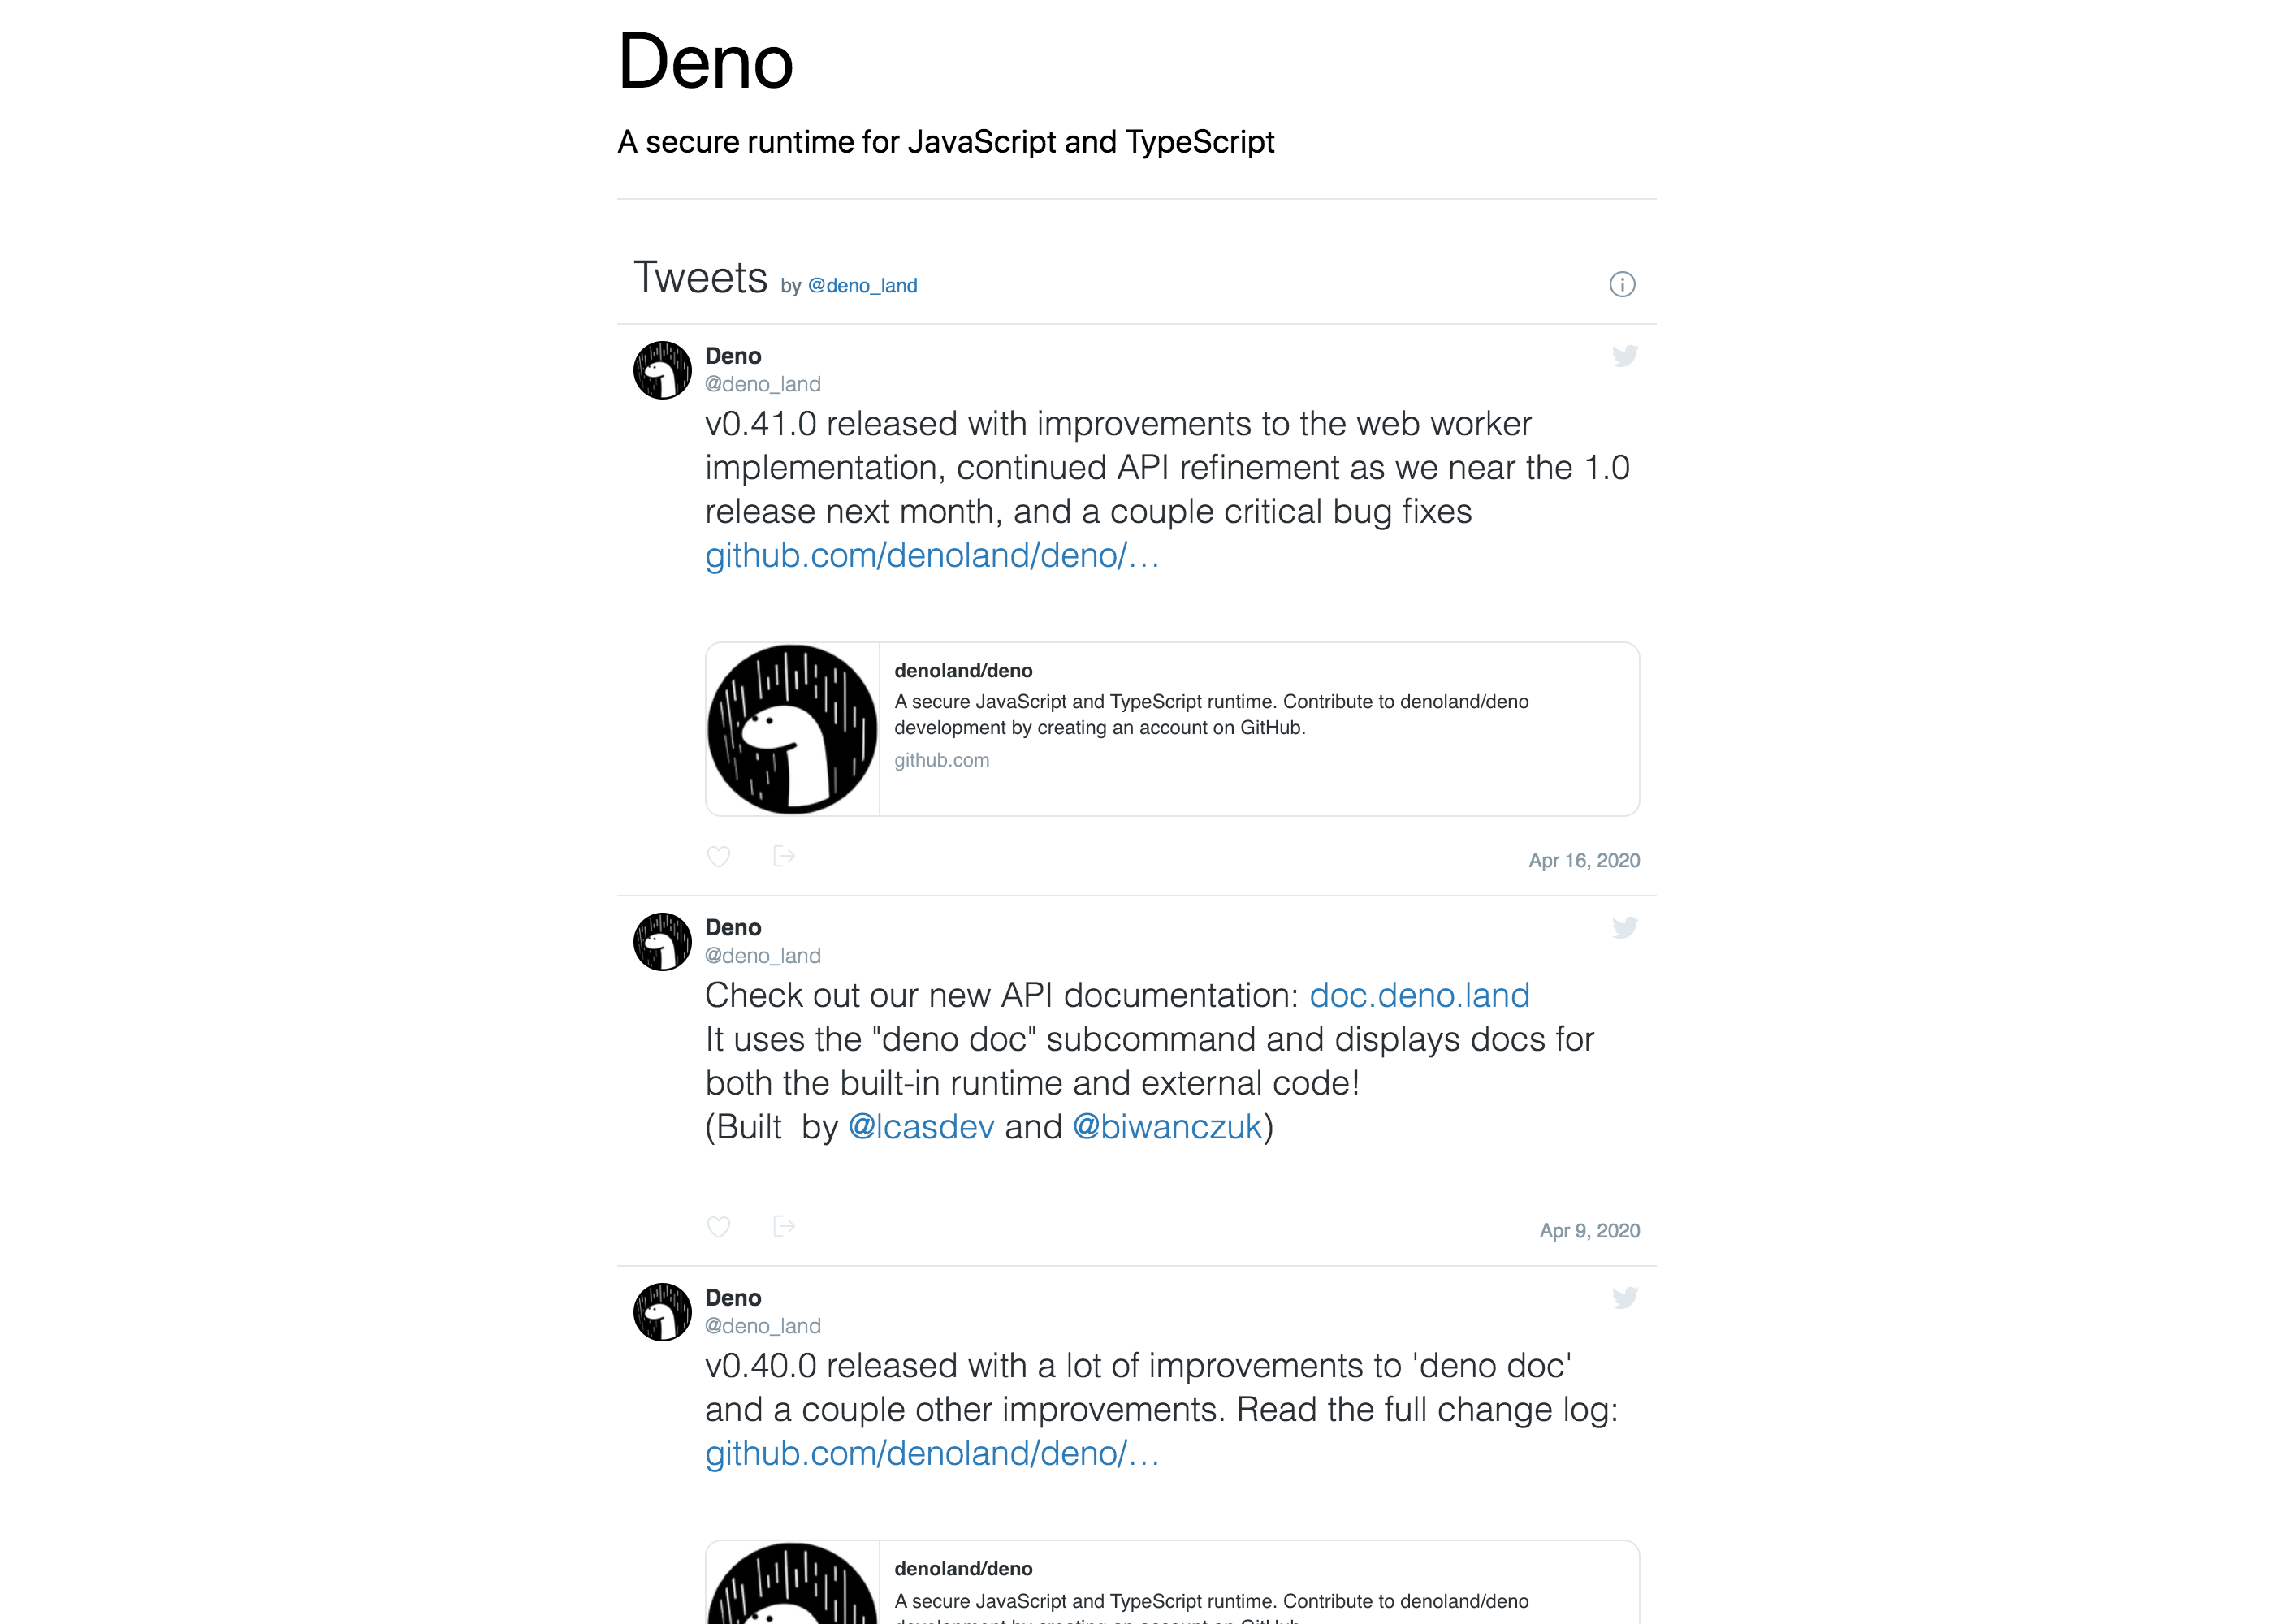 Deno
A secure runtime for JavaScript and TypeScript
Tweets by @deno_land
Deno
@deno_land
v0.41.0 released with improvements to the web worker
implementation, continued API refinement as we near the 1.0
release next month, and a couple critical bug fixes
github.com/denoland/deno/…
denoland/deno
A secure JavaScript and TypeScript runtime. Contribute to denoland/deno
development by creating an account on GitHub.
github.com
Apr 16, 2020
Deno
@deno_land
Check out our new API documentation: doc.deno.land
It uses the "deno doc" subcommand and displays docs for
both the built-in runtime and external code!
(Built  by @lcasdev and @biwanczuk)
Apr 9, 2020
Deno
@deno_land
v0.40.0 released with a lot of improvements to 'deno doc'
and a couple other improvements. Read the full change log:
github.com/denoland/deno/…
denoland/deno
A secure JavaScript and TypeScript runtime. Contribute to denoland/deno
development by creating an account on GitHub.